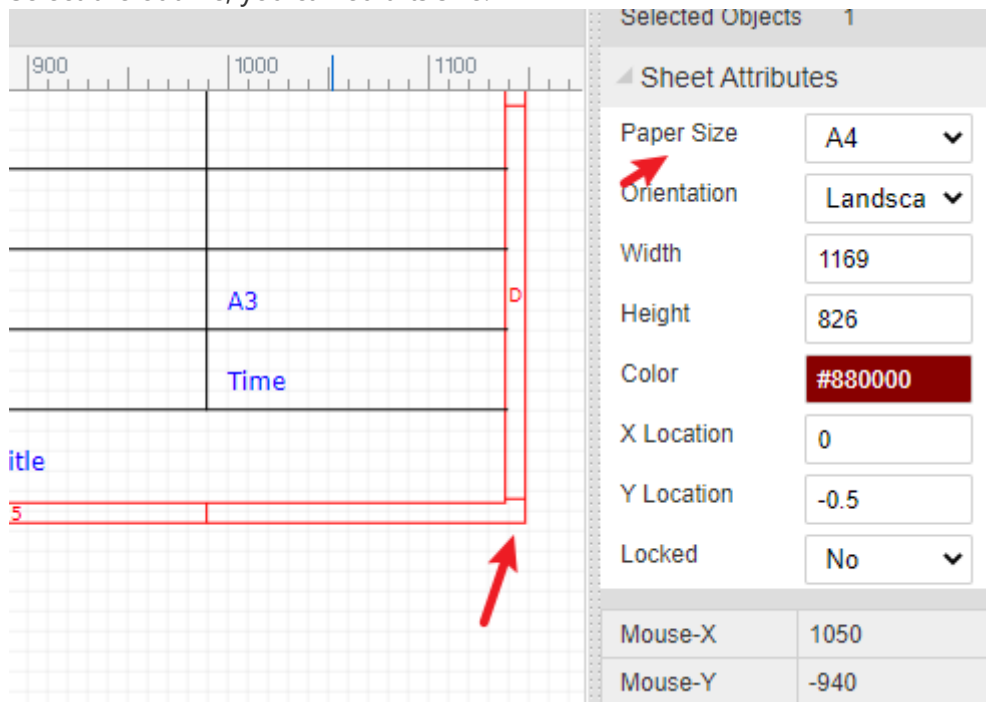 Selected Objects 1
900 1000 1100
Sheet Attributes
Paper Size A4
Orientation Landsca
Width 1169
A3 D
Height 826
Time
Color #880000
X Location 0
itle
Y Location -0.5
5
Locked No
Mouse-X 1050
Mouse-Y -940